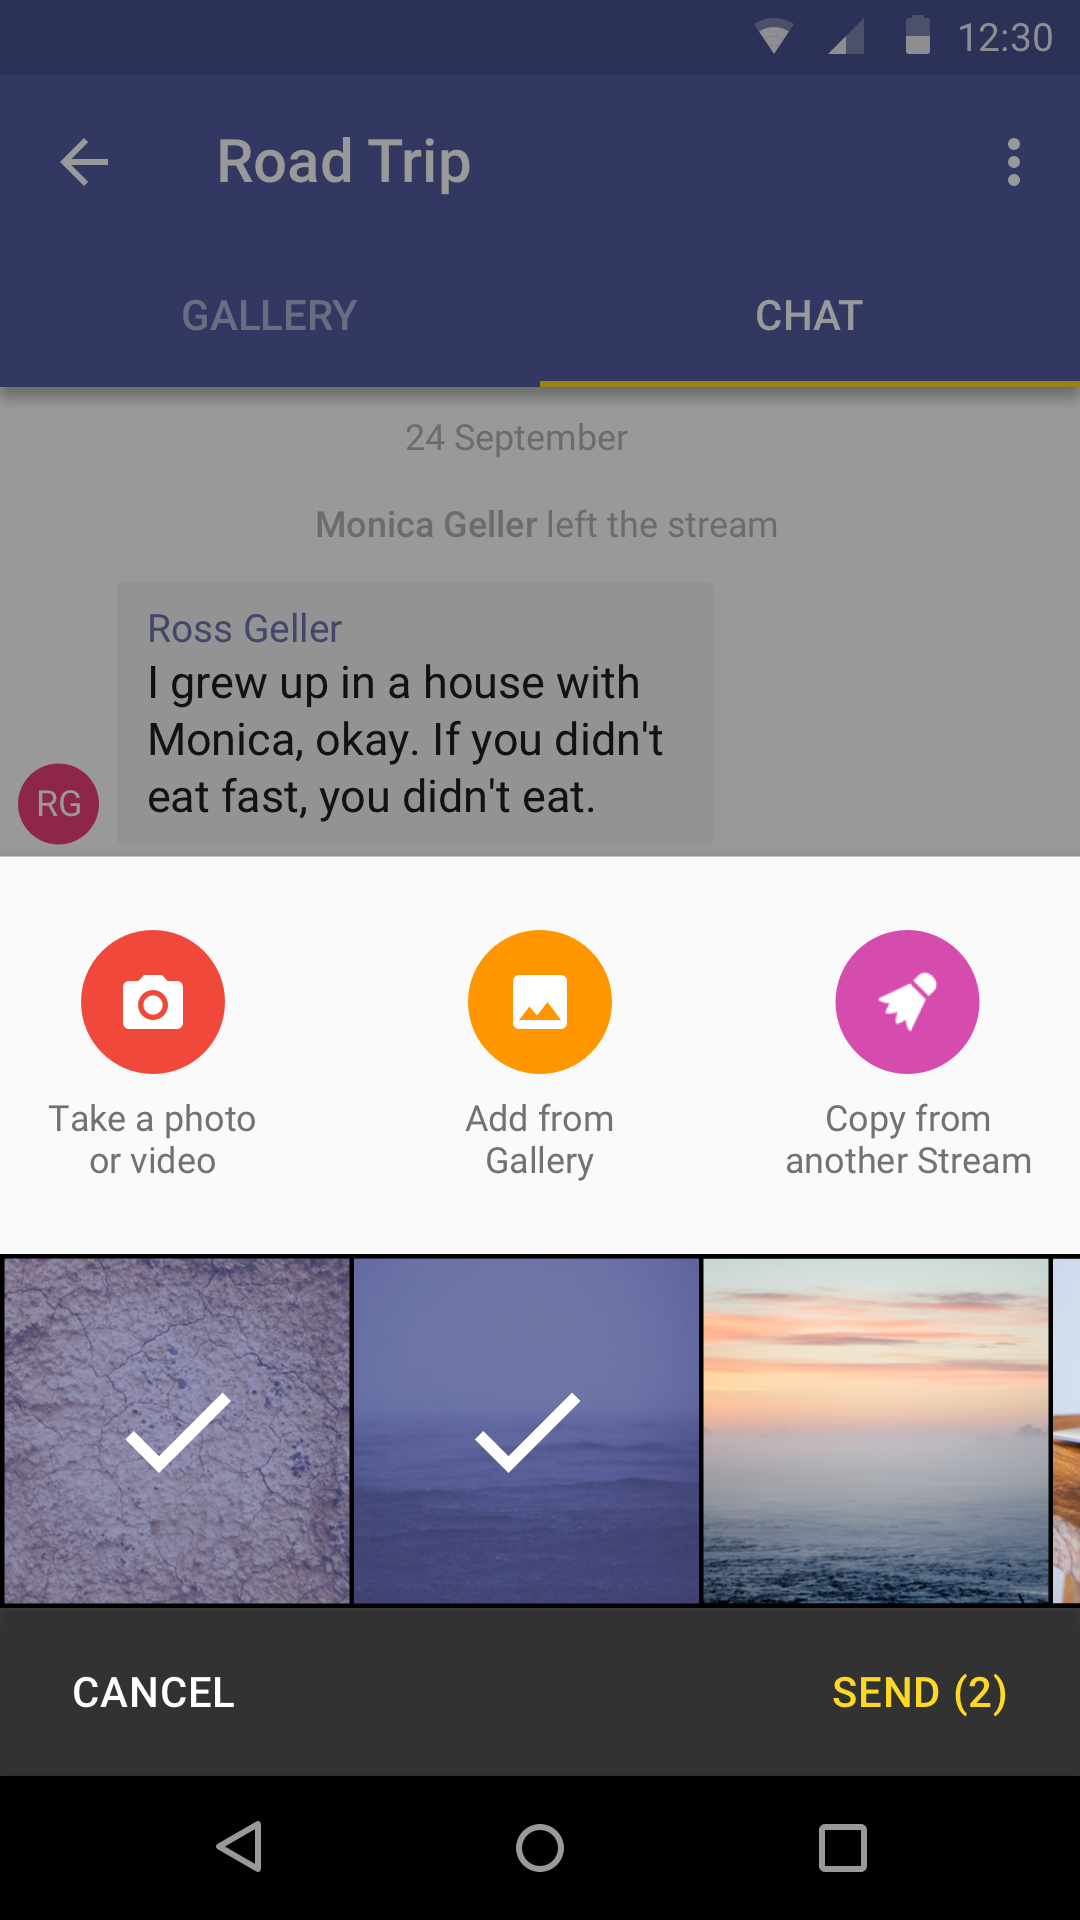 12:30
Road Trip
GALLERY
CHAT
24 September
Monica Geller left the stream
Ross Geller
I grew up in a house with
Monica, okay. If you didn't
eat fast, you didn't eat.
RG
Take a photo
or video
Add from
Gallery
Copy from
another Stream
CANCEL
SEND (2)